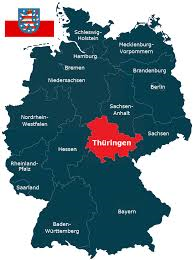 Schleswig-
Holstein
Mecklenburg-
Vorpommern
Hamburg
Bremen
Brandenburg
Niedersachsen
Berlin
Sachsen-
Anhalt
Nordrhein-
Westfalen
Thüringen
Sachsen
Hessen
Rheinland-
Pfalz
Saarland
Bayern
Baden-
Württemberg